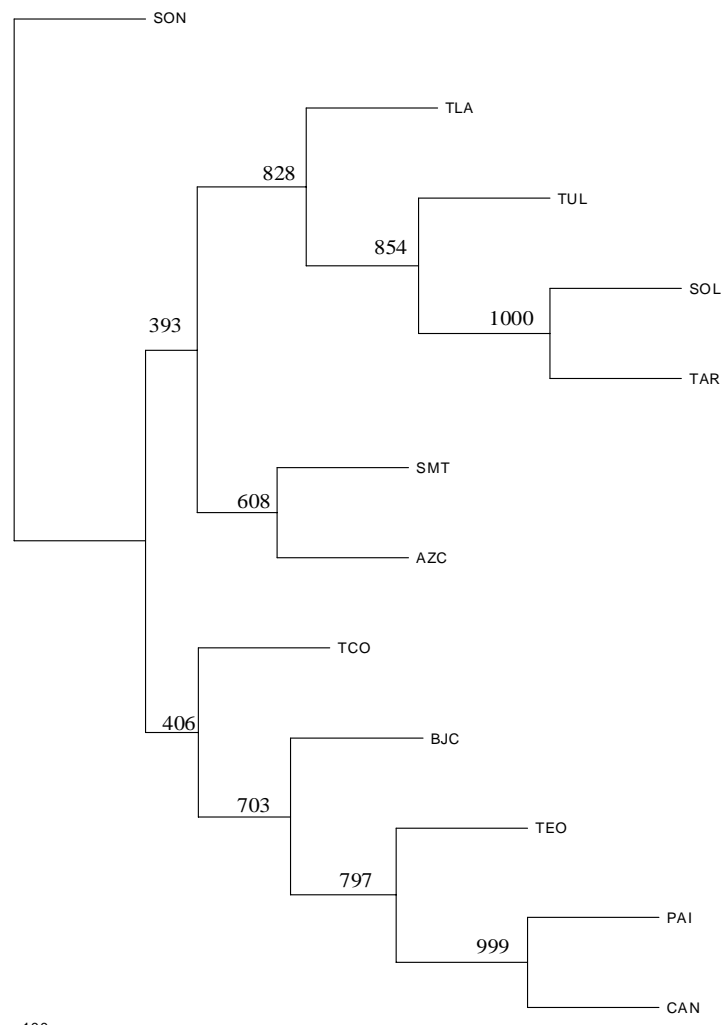 SON
TLA
828
TUL
854
SOL
1000
393
TAR
SMT
608
AZC
TCO
406
BJC
703
TEO
797
PAI
999
CAN